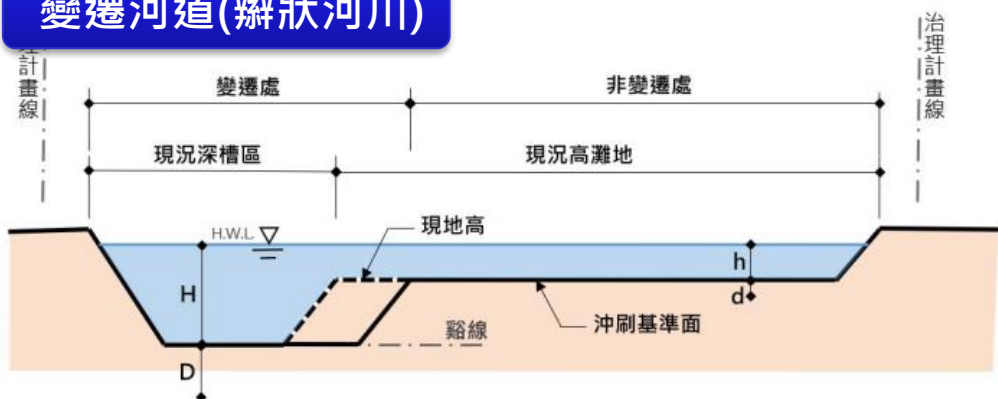 變遷河道(辮狀河川)
理計畫線
治理計畫線
變遷處
非變遷處
現況深槽區
現況高灘地
H.W.L.
現地高
H
h
d
沖刷基準面
谿線
D